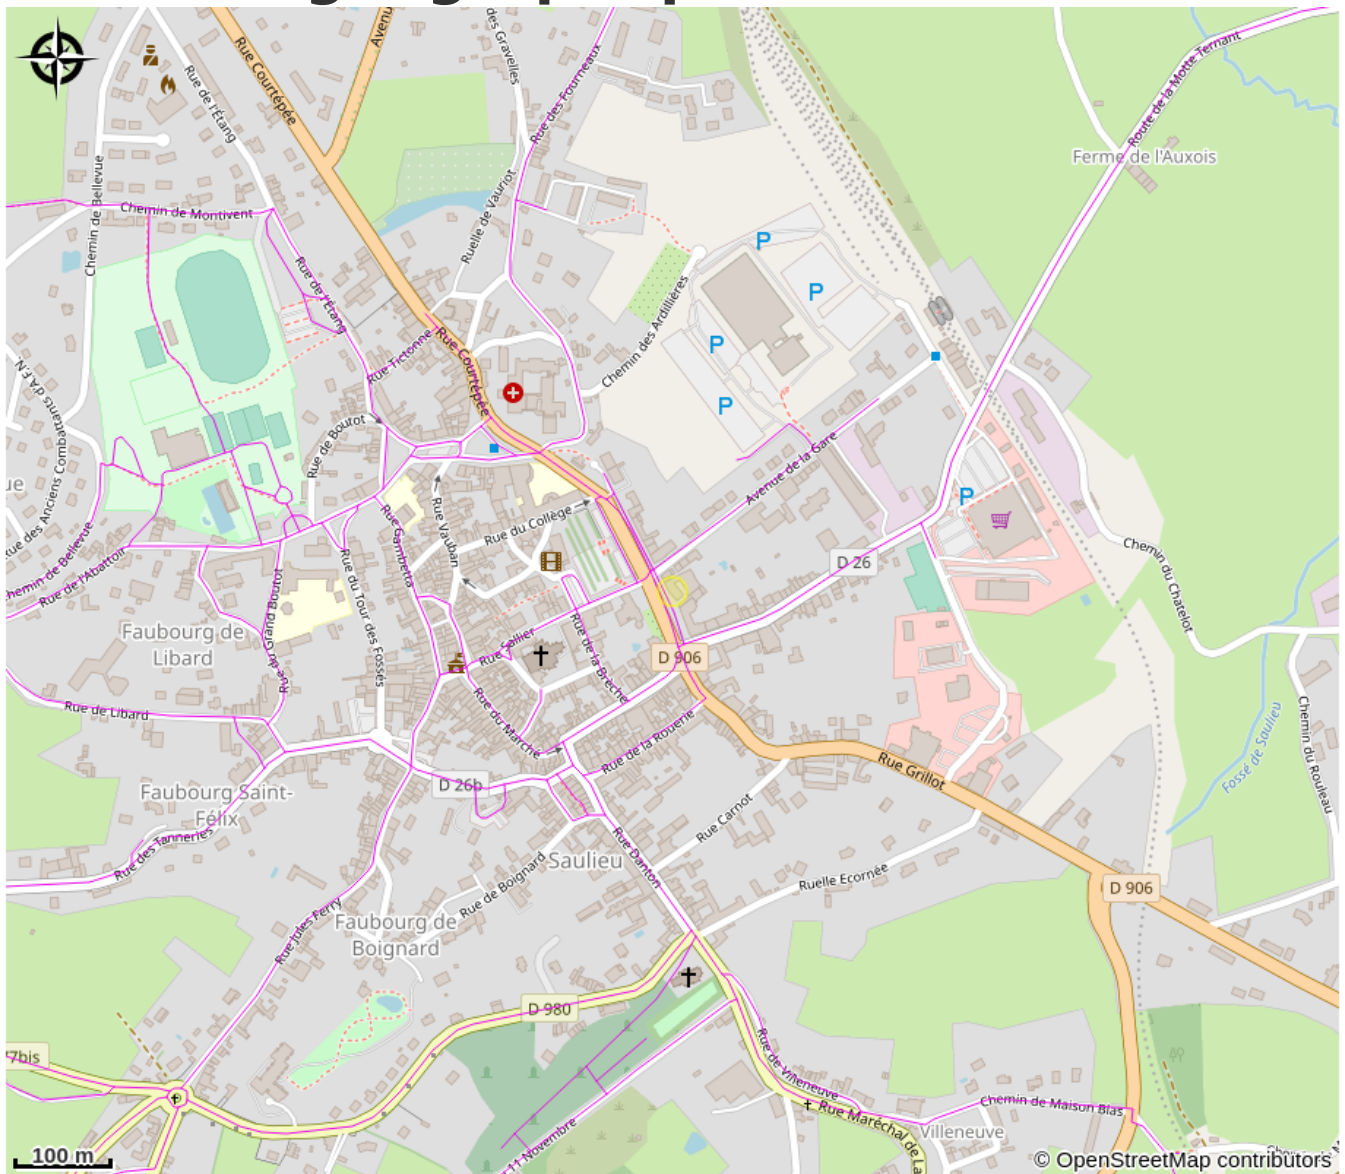 des Gravelles
Avenu
Rue Courtépée
Rue des Fourneaux
Route de la Motte Ternant
Rue de l'Étang
Ferme de l'Auxois
Chemin de Bellevue
Ruelle de Vauriot
Chemin de Montivent
P
Rue de l'Étang
P
Chemin des Ardillières
Rue Tictonne
Rue Courtépée
P
P
Rue de Boutot
Avenue de la Gare
Rue des Anciens Combattants d'A.F.N.
ue
P
Rue Vauban
Rue du Collège
Rue Gambetta
hemin de Bellevue
Rue de l'Abattoir
D 26
Chemin du Chatelot
Rue du Tour des Fossés
Rue du Grand Boutot
Faubourg de
Libard
Rue Sallier
Rue de la Brèche
D 906
Rue de Libard
Rue du Marché
Rue de la Rouerie
Fossé de Saulieu
Chemin du Rouleau
Rue Grillot
D 26b
Faubourg Saint-
Félix
Rue Carnot
Rue des Tanneries
Rue Danton
Saulieu
Rue de Boignard
Ruelle Ecornée
D 906
Rue Jules Ferry
Faubourg de
Boignard
D 980
7bis
Rue de Villeneuve
Chemin de Maison Blas
Rue Maréchal de La
Villeneuve
11 Novembre
100 m
© OpenStreetMap contributors